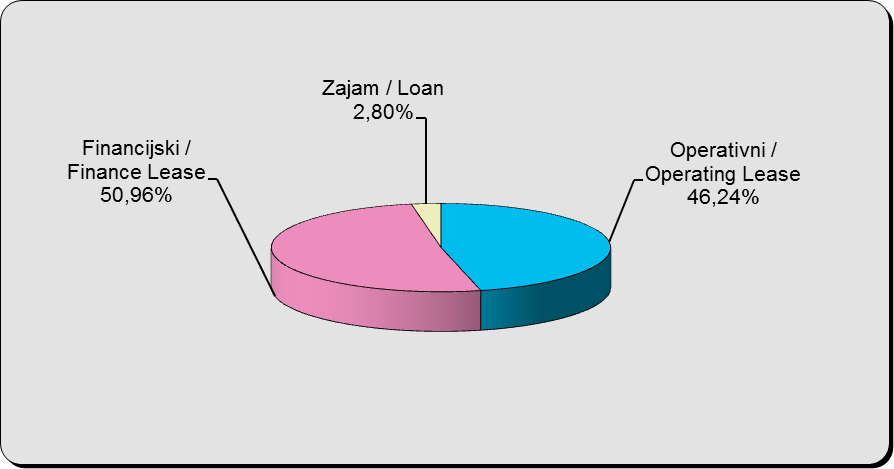 Zajam / Loan
2,80%
Financijski /
Finance Lease
50,96%
Operativni /
Operating Lease
46,24%